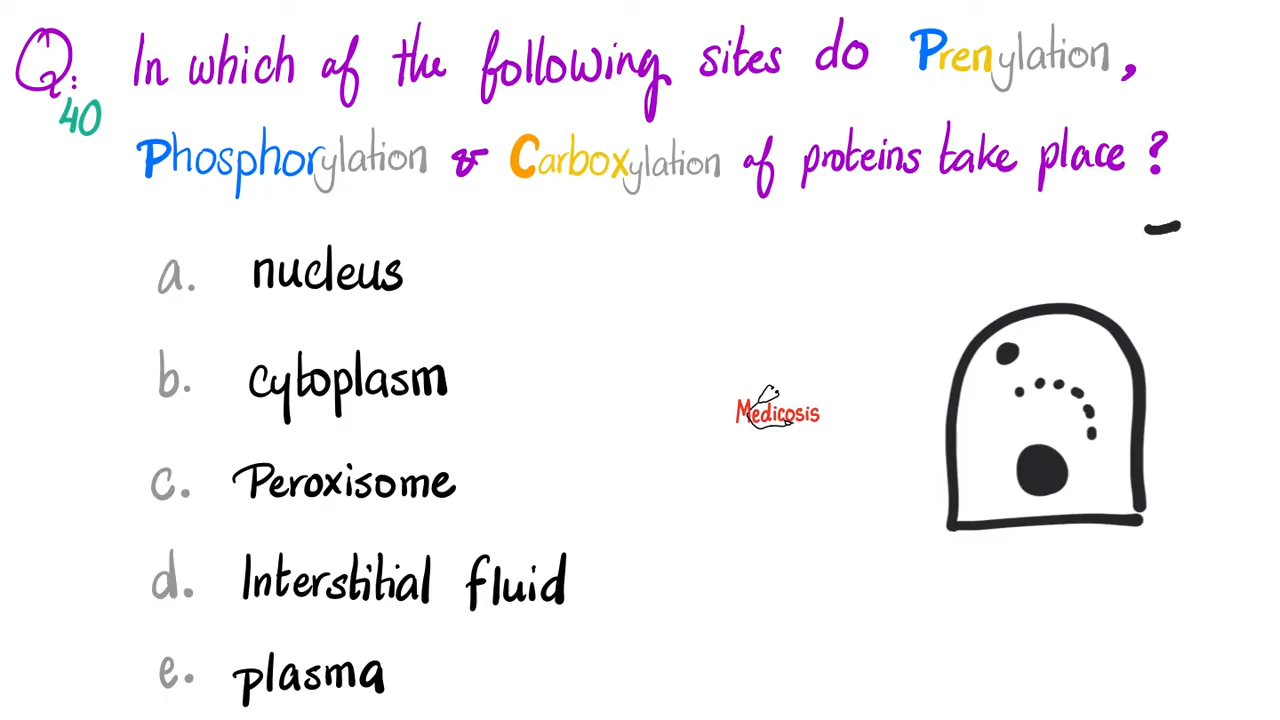 Q: In which of the following sites do Prenylation,
40
Phosphorylation & Carboxylation of proteins take place?
a. nucleus
b. cytoplasm
c. Peroxisome
Medicosis
d. Interstitial fluid
e. plasma